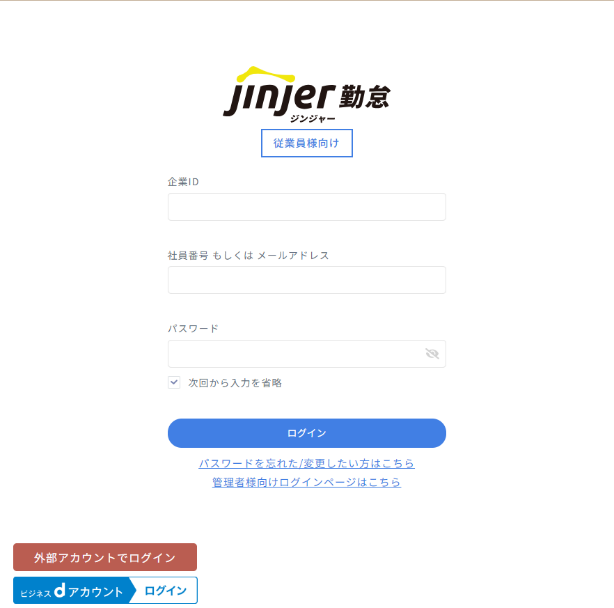 jinjer 勤怠
ジンジャー
従業員様向け
企業ID
社員番号 もしくは メールアドレス
パスワード
次回から入力を省略
ログイン
パスワードを忘れた/変更したい方はこちら
管理者様向けログインページはこちら
外部アカウントでログイン
ビジネス dアカウント ログイン